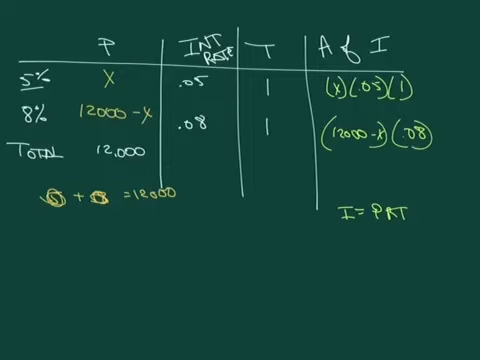 P INT RATE T A of I
5% X .05 1 (x)(.05)(1)
8% 12000-x .08 1 (12000-x)(.08)
TOTAL 12,000
+ = 12000
I = PRT